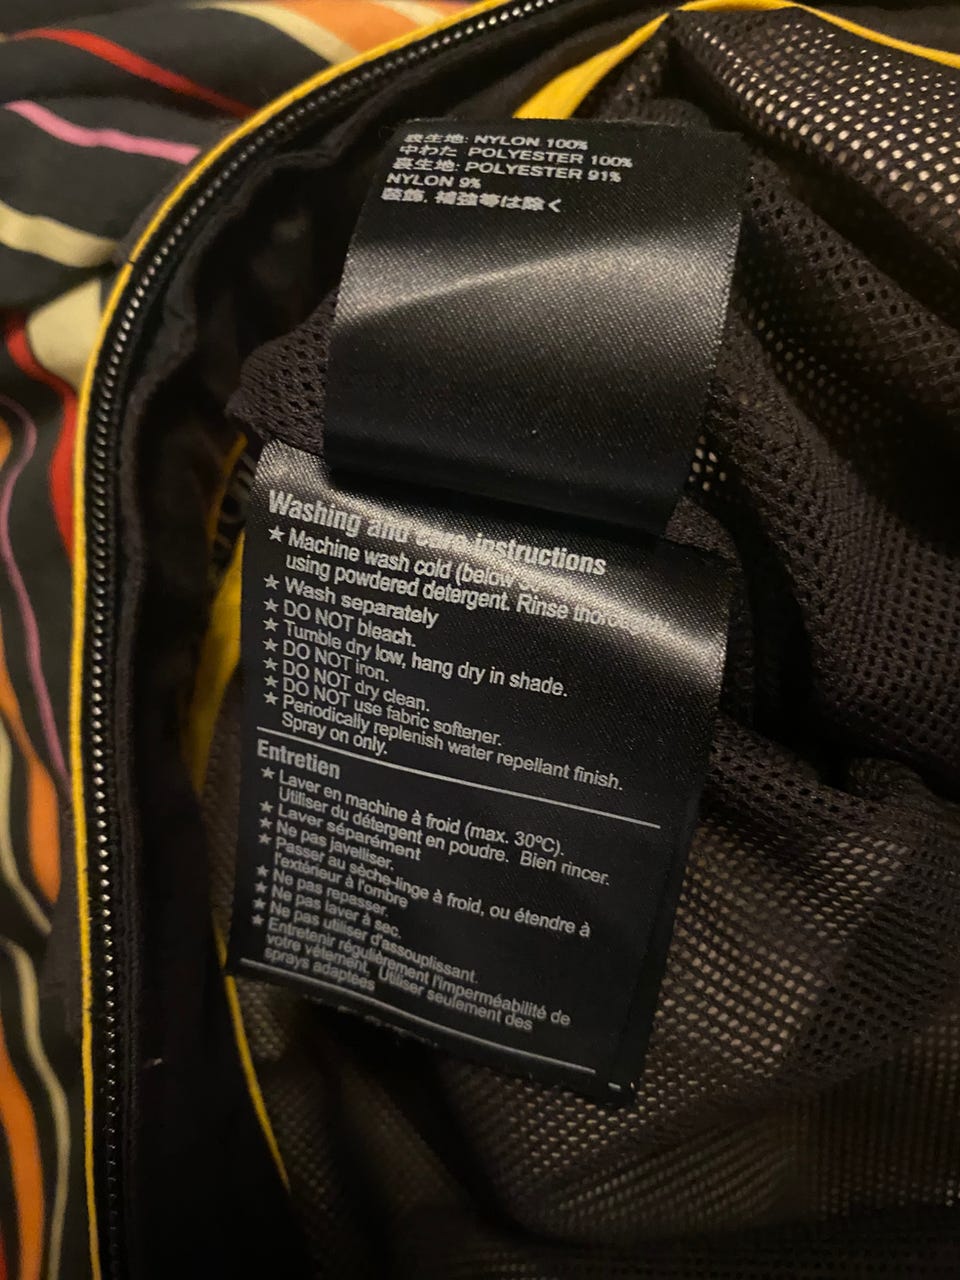 表生地: NYLON 100%
中わた POLYESTER 100%
裏生地: POLYESTER 91%
NYLON 9%
装飾, 補強等は除く
Washing and care instructions
★ Machine wash cold (below
using powdered detergent. Rinse
★ Wash separately
★ DO NOT bleach.
★ Tumble dry low, hang dry in shade.
★ DO NOT iron.
★ DO NOT dry clean.
★ DO NOT use fabric softener.
★ Periodically replenish water repellant finish.
Spray on only.
Entretien
★ Laver en machine à froid (max. 30ºC).
Utiliser du détergent en poudre. Bien rincer.
★ Laver séparément
★ Ne pas javelliser.
★ Passer au sèche-linge à froid, ou étendre à
l'extérieur à l'ombre
★ Ne pas repasser.
★ Ne pas laver à sec.
★ Ne pas utiliser d'assouplissant.
★ Entretenir régulièrement l'imperméabilité de
votre vêtement. Utiliser seulement des
sprays adaptées